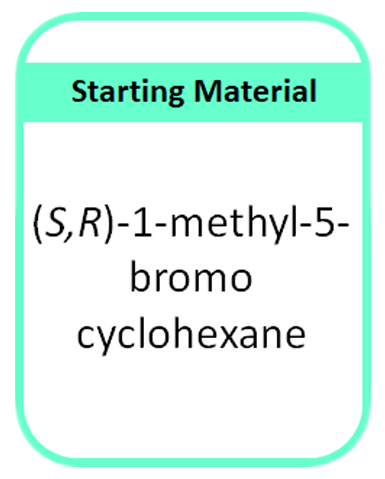 Starting Material
(S,R)-1-methyl-5-
bromo
cyclohexane